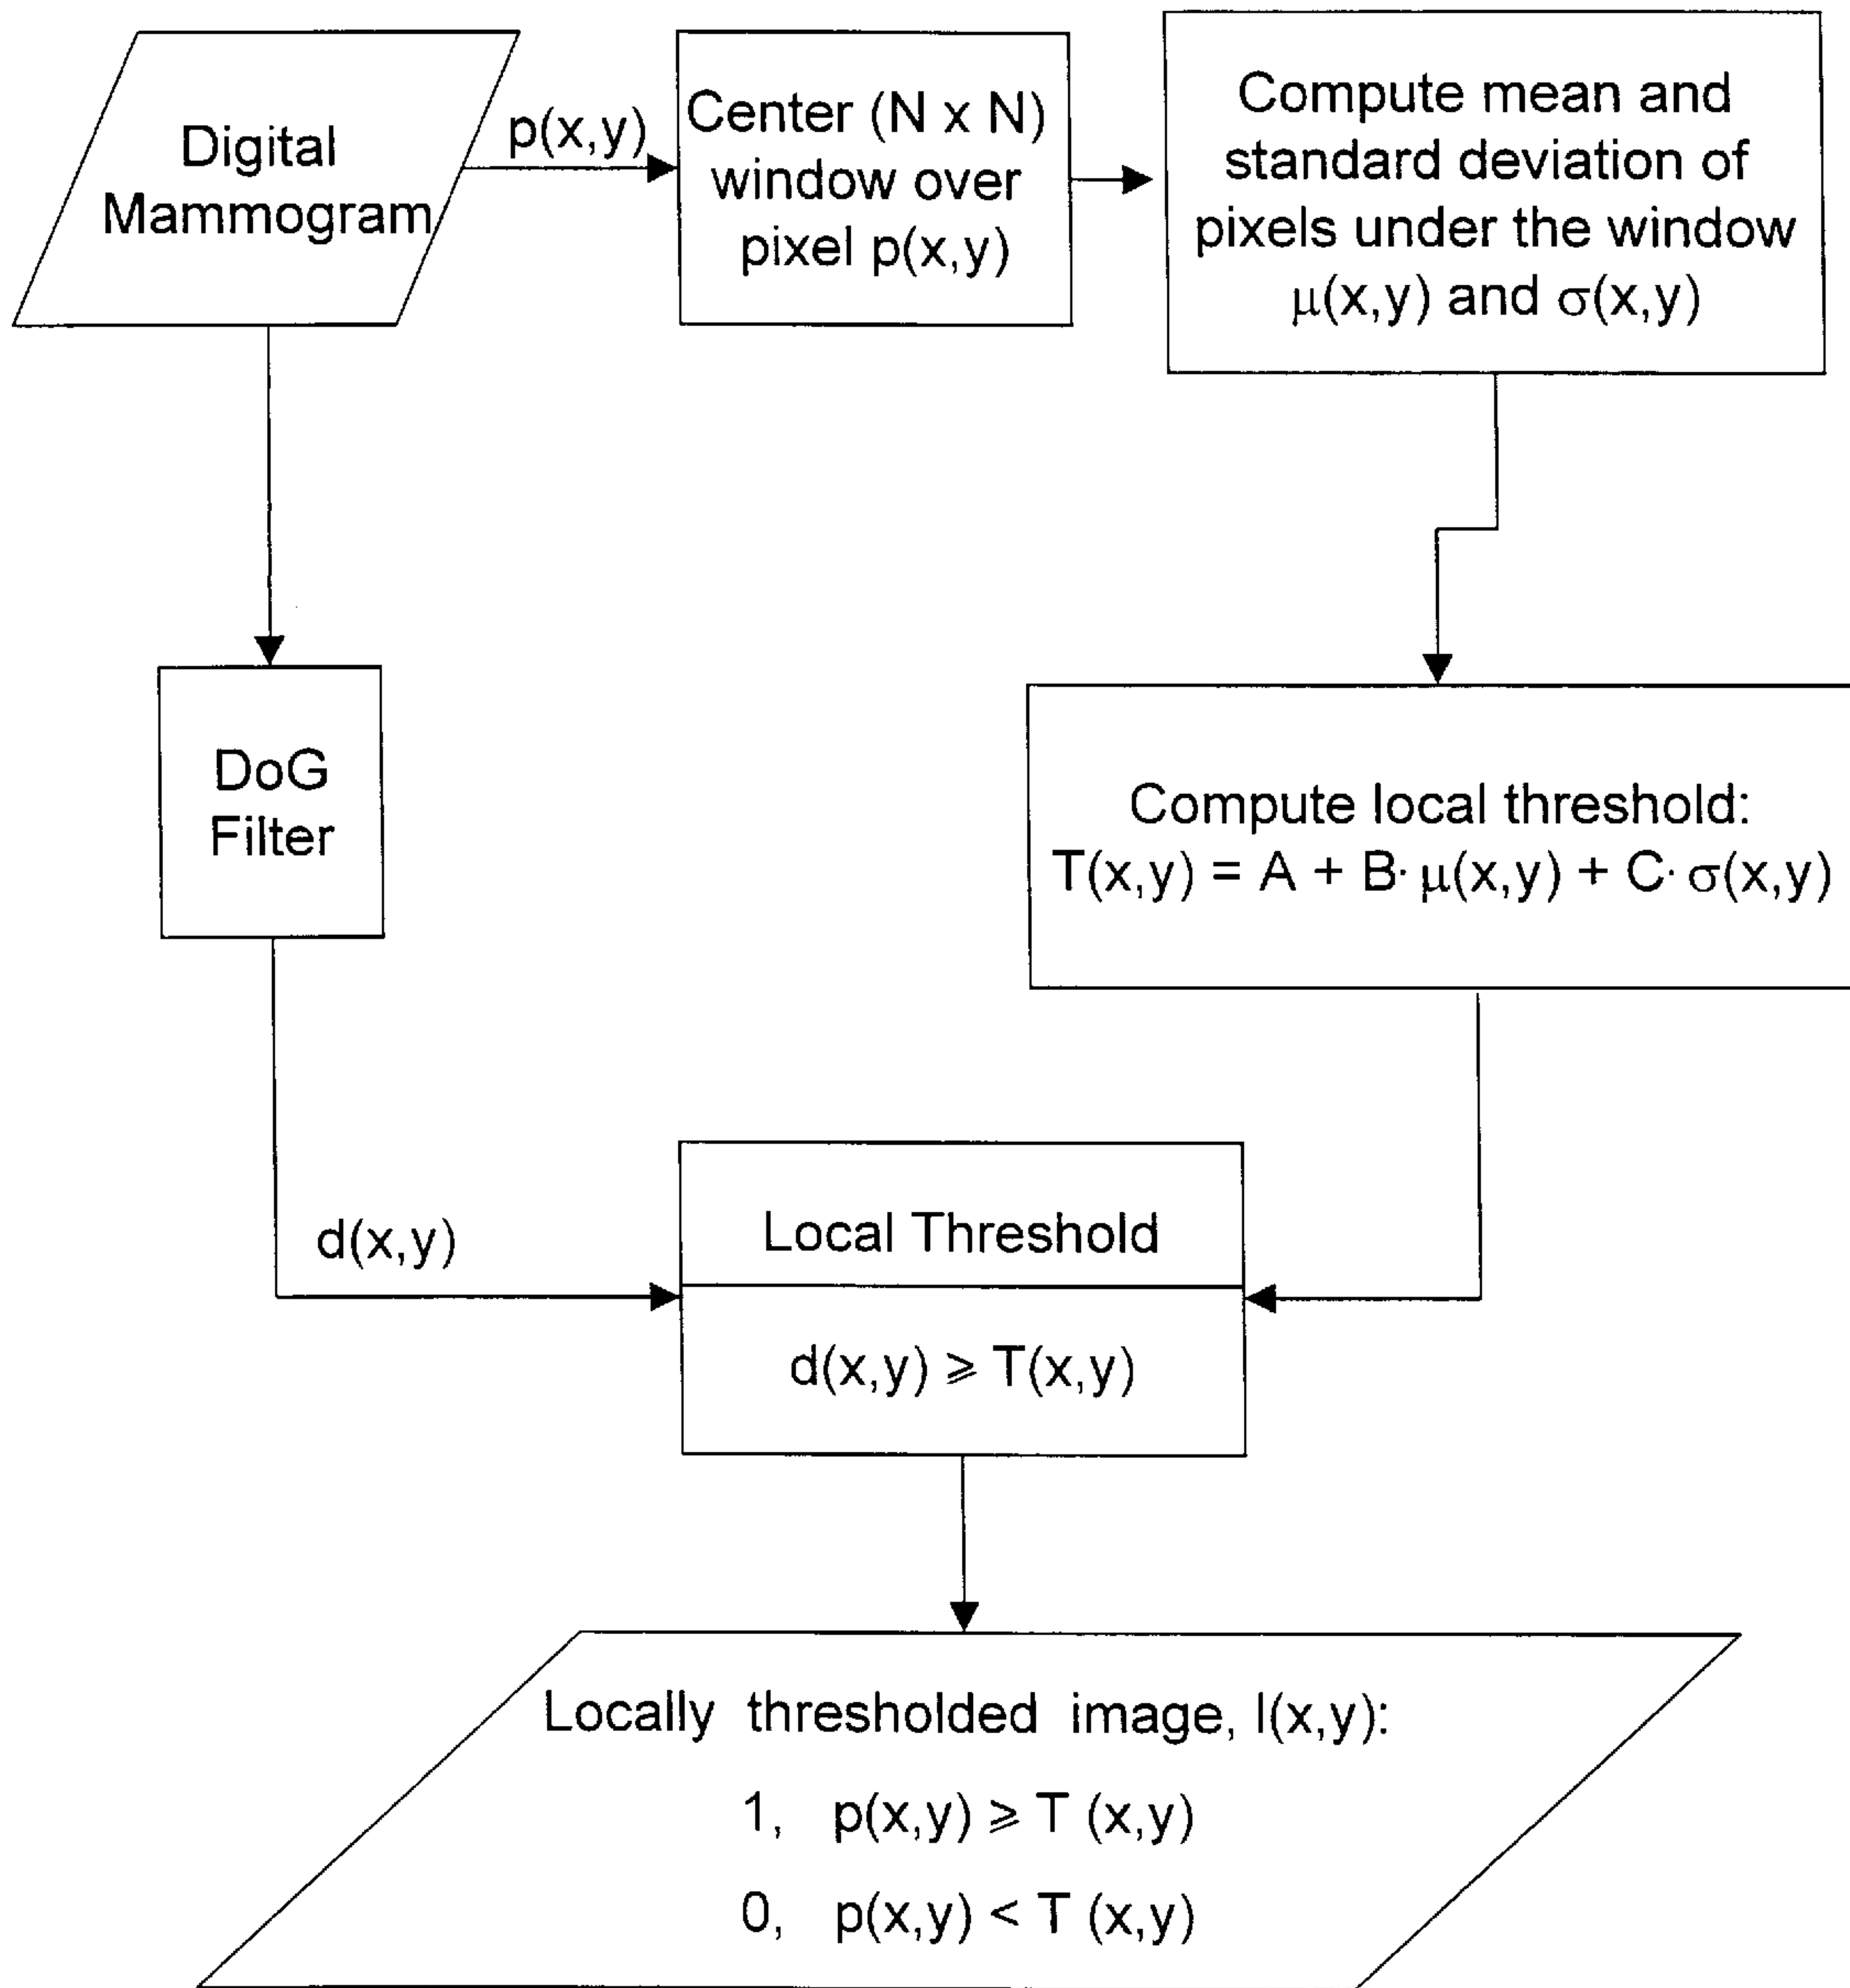 Digital
Mammogram
p(x,y)
Center (N x N)
window over
pixel p(x,y)
Compute mean and
standard deviation of
pixels under the window
μ(x,y) and σ(x,y)
DoG
Filter
Compute local threshold:
T(x,y) = A + B· μ(x,y) + C· σ(x,y)
d(x,y)
Local Threshold
d(x,y) ⩾ T(x,y)
Locally thresholded image, l(x,y):
1, p(x,y) ⩾ T (x,y)
0, p(x,y) < T (x,y)